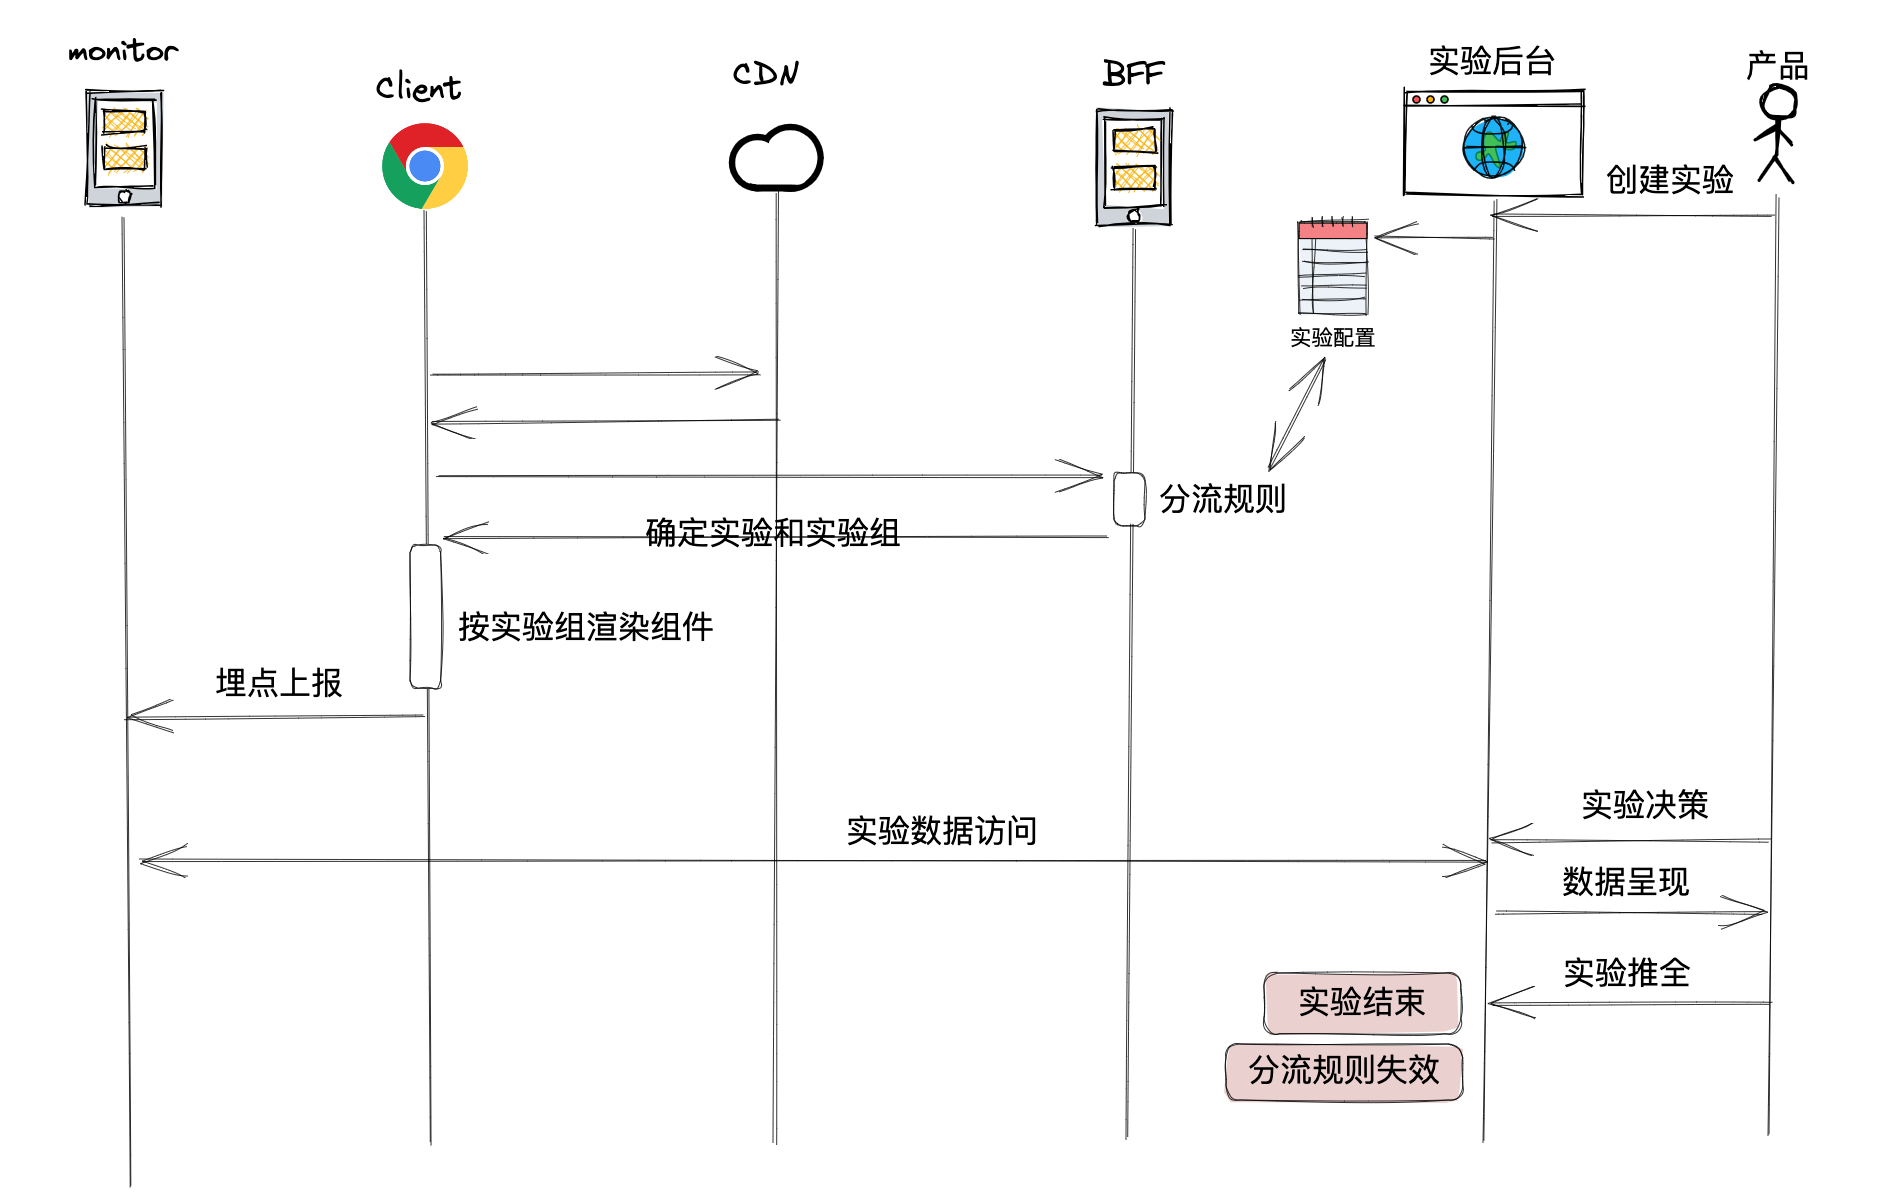 monitor
Client
CDN
BFF
实验后台
产品
创建实验
实验配置
分流规则
确定实验和实验组
按实验组渲染组件
埋点上报
实验决策
实验数据访问
数据呈现
实验推全
实验结束
分流规则失效